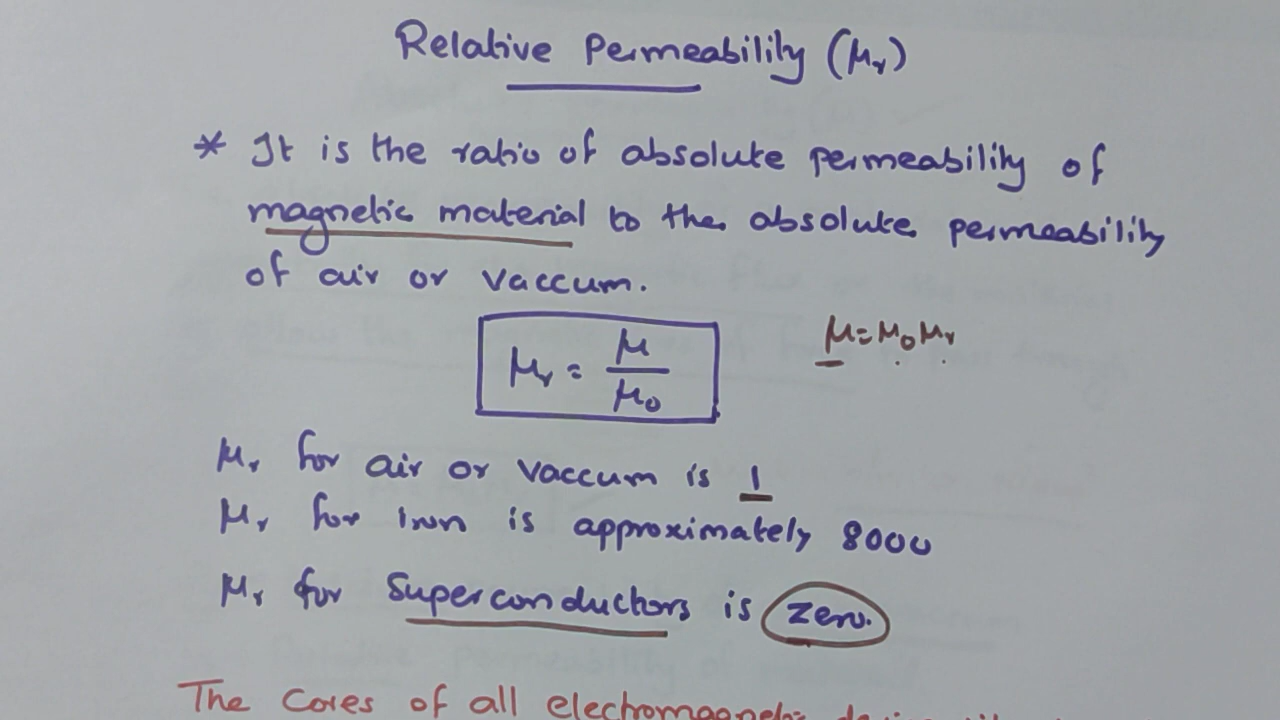 Relative Permeability (μr)
* It is the ratio of absolute permeability of
magnetic material to the absolute permeability
of air or vaccum.
μr = μ/μ0
μ = μ0 μr
μr for air or vaccum is 1
μr for iron is approximately 8000
μr for Superconductors is zero.
The Cores of all electromagnetic